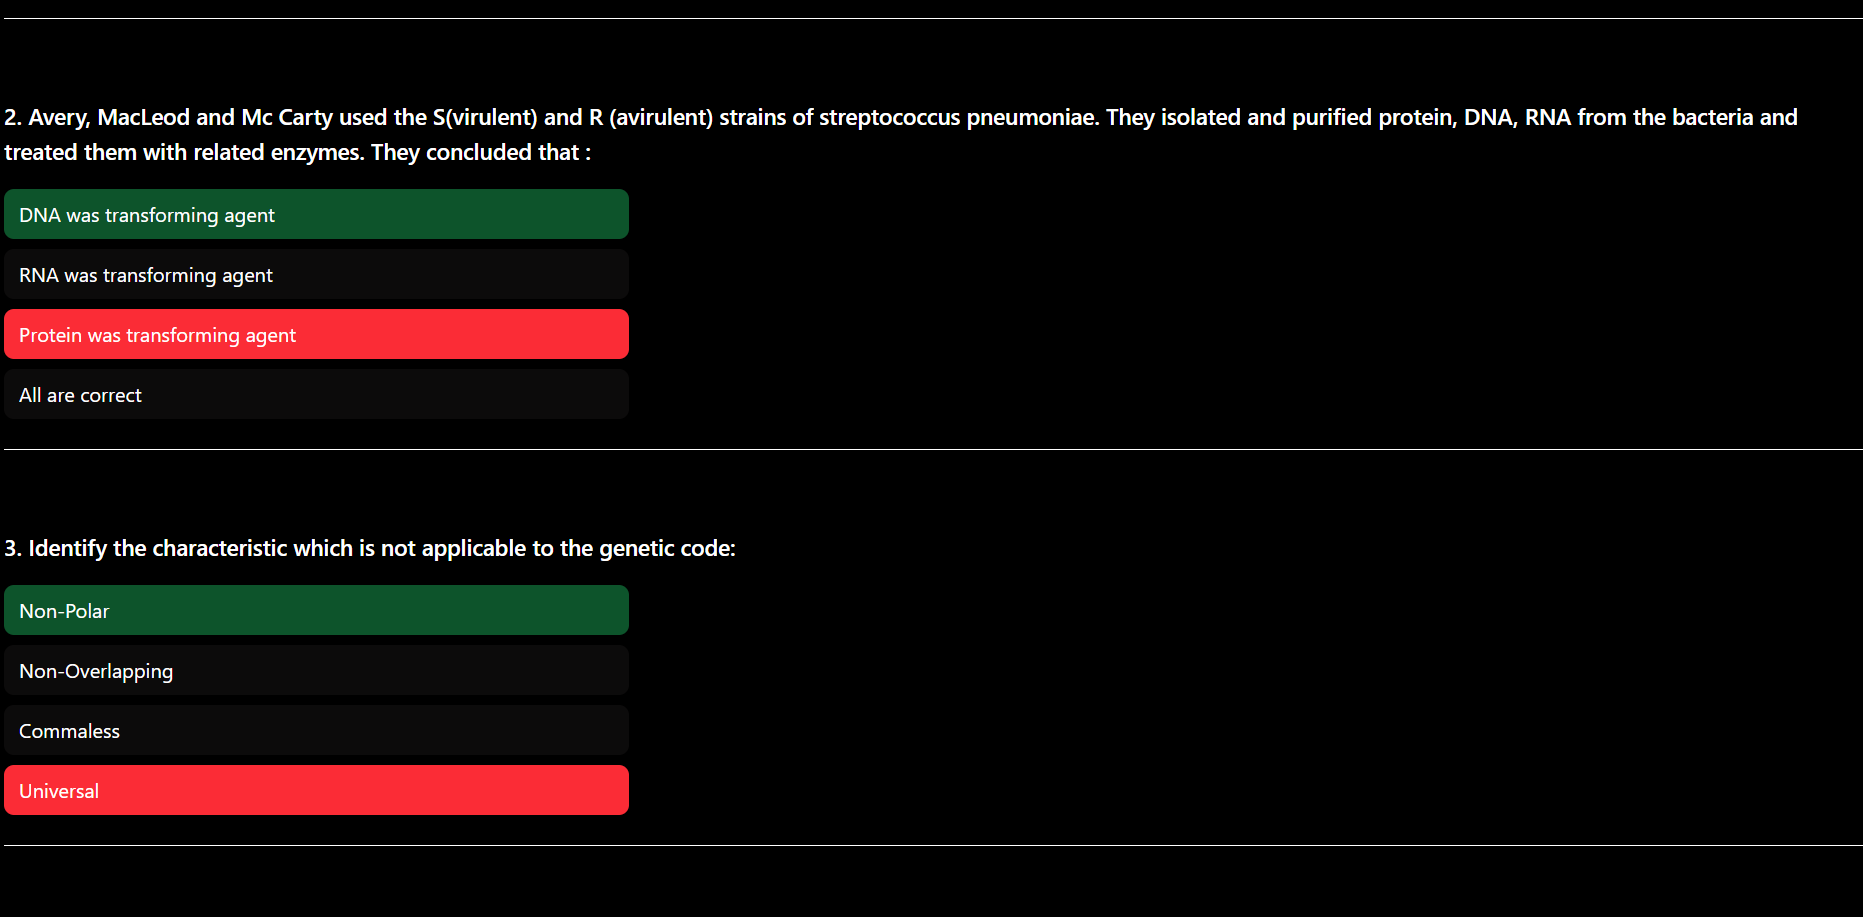 2. Avery, MacLeod and Mc Carty used the S(virulent) and R (avirulent) strains of streptococcus pneumoniae. They isolated and purified protein, DNA, RNA from the bacteria and
treated them with related enzymes. They concluded that :
DNA was transforming agent
RNA was transforming agent
Protein was transforming agent
All are correct
3. Identify the characteristic which is not applicable to the genetic code:
Non-Polar
Non-Overlapping
Commaless
Universal